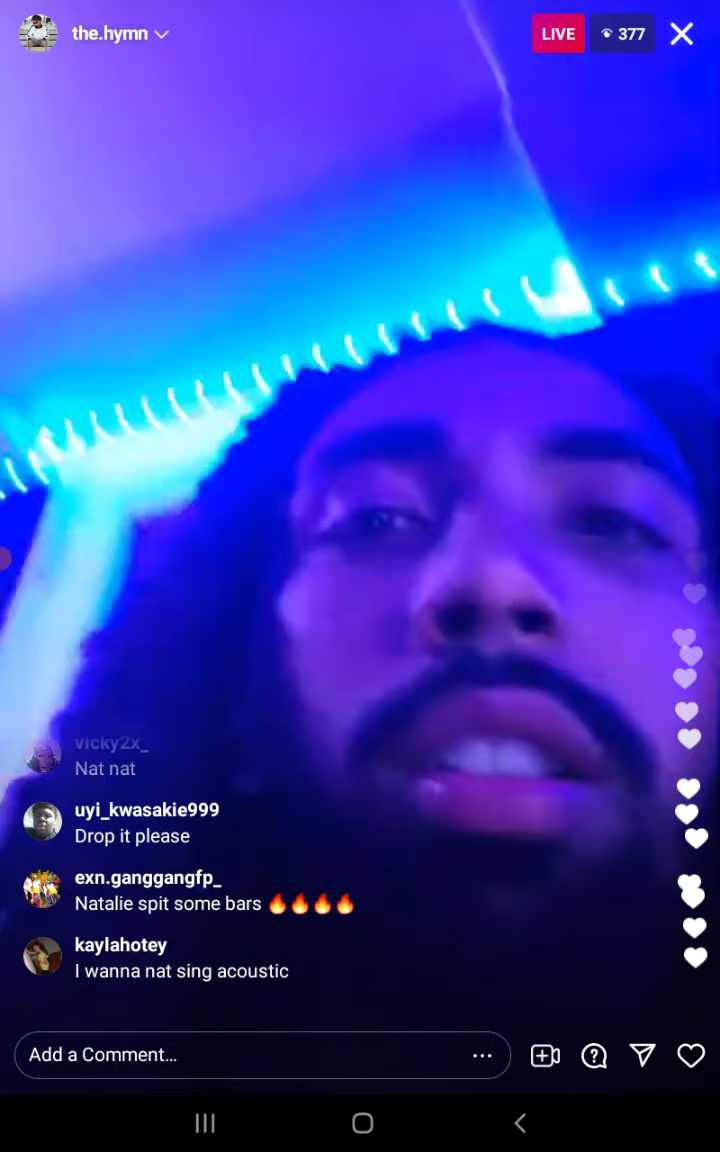 the.hymn
LIVE
377
vicky2x_
Nat nat
uyi_kwasakie999
Drop it please
exn.ganggangfp_
Natalie spit some bars 🔥🔥🔥🔥
kaylahotey
I wanna nat sing acoustic
Add a Comment...